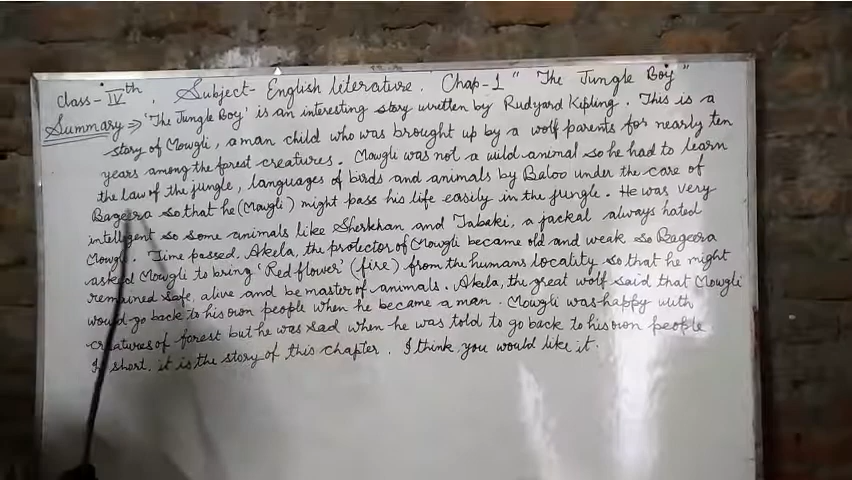 Class- IVth. Subject- English literature. Chap-1 "The Jungle Boy"
Summary ⇒ 'The Jungle Boy' is an interesting story written by Rudyard Kipling. This is a
story of Mowgli, a man child who was brought up by a wolf parents for nearly ten
years among the forest creatures. Mowgli was not a wild animal so he had to learn
the law of the jungle, languages of birds and animals by Baloo under the care of
Bageera so that he (Mowgli) might pass his life easily in the jungle. He was very
intelligent so some animals like Sherkhan and Tabaki, a jackal always hated
Mowgli. Time passed. Akela, the protector of Mowgli became old and weak so Bageera
asked Mowgli to bring 'Red flower' (fire) from the humans locality so that he might
remained safe, alive and be master of animals. Akela, the great wolf said that Mowgli
would go back to his own people when he became a man. Mowgli was happy with
creatures of forest but he was sad when he was told to go back to his own people
In short, it is the story of this chapter. I think you would like it.